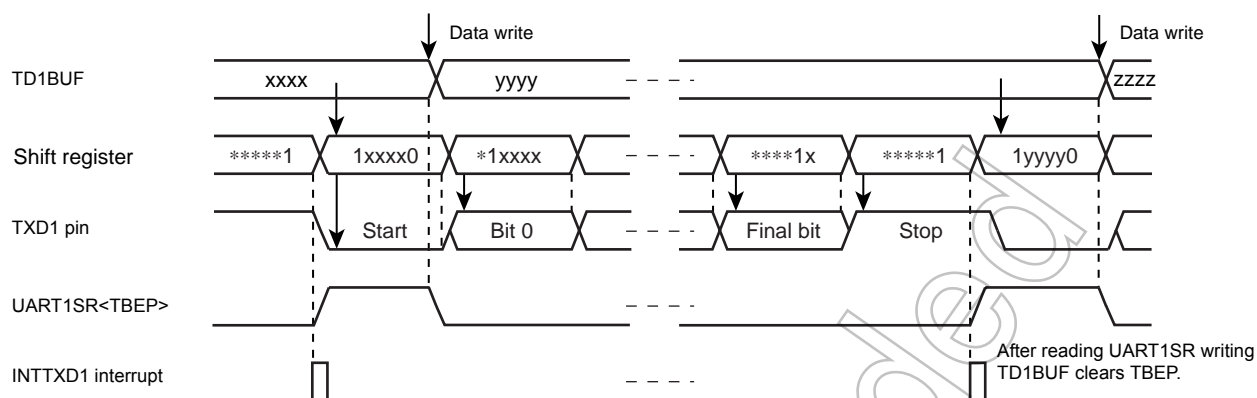 Data write Data write
TD1BUF xxxx yyyy zzzz
Shift register *****1 1xxxx0 *1xxxx ****1x *****1 1yyyy0
TXD1 pin Start Bit 0 Final bit Stop
UART1SR<TBEP>
After reading UART1SR writing
INTTXD1 interrupt TD1BUF clears TBEP.
ded